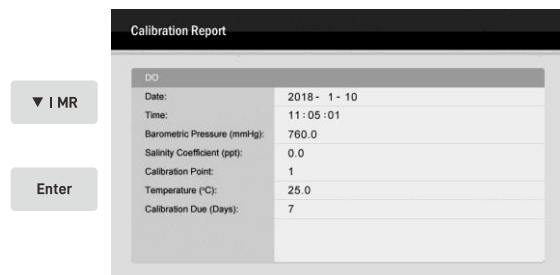 Calibration Report
DO
Date: 2018- 1- 10
Time: 11:05:01
Barometric Pressure (mmHg): 760.0
Salinity Coefficient (ppt): 0.0
Calibration Point: 1
Temperature (ºC): 25.0
Calibration Due (Days): 7
▼ I MR
Enter